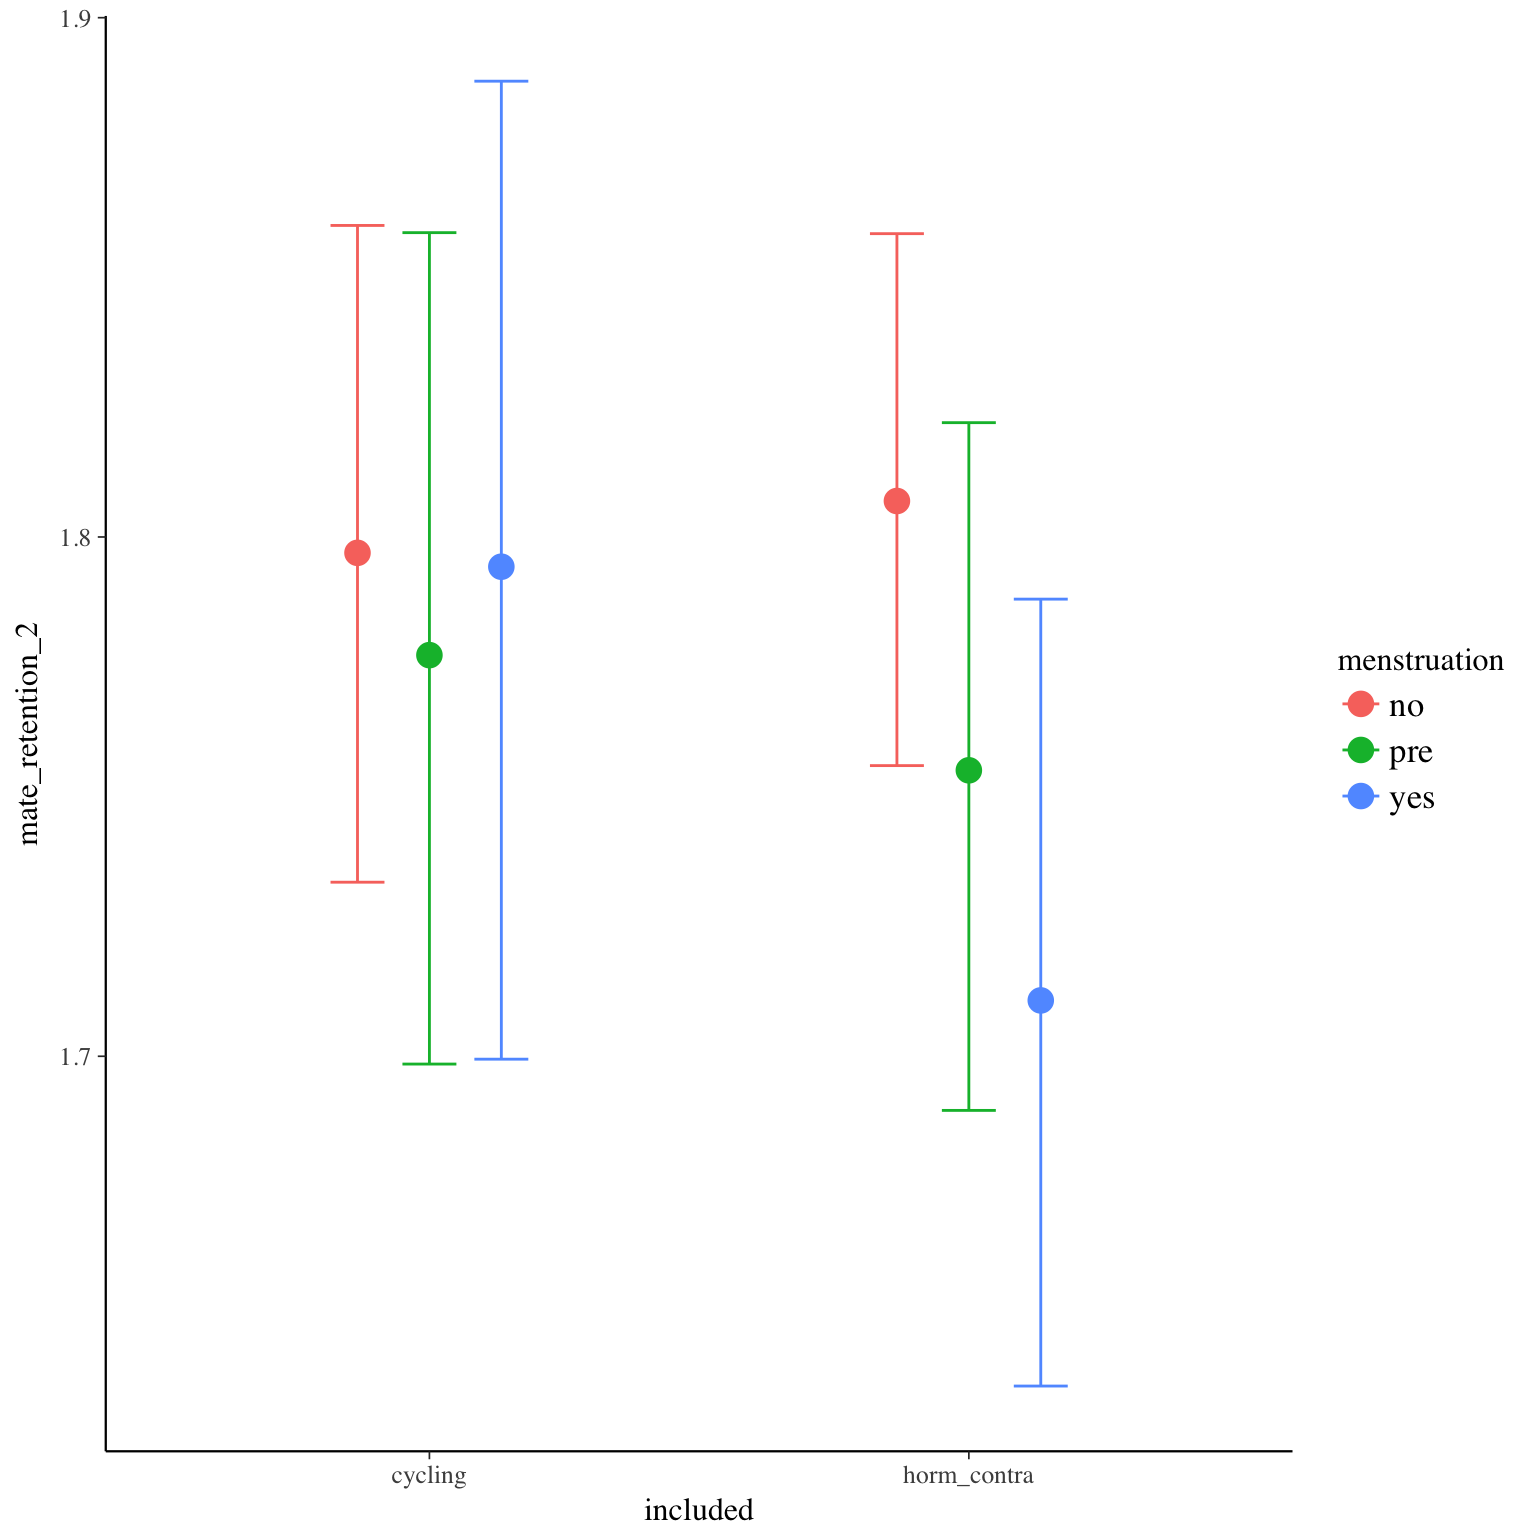 1.9
1.8
1.7
mate_retention_2
cycling
horm_contra
included
menstruation
no
pre
yes